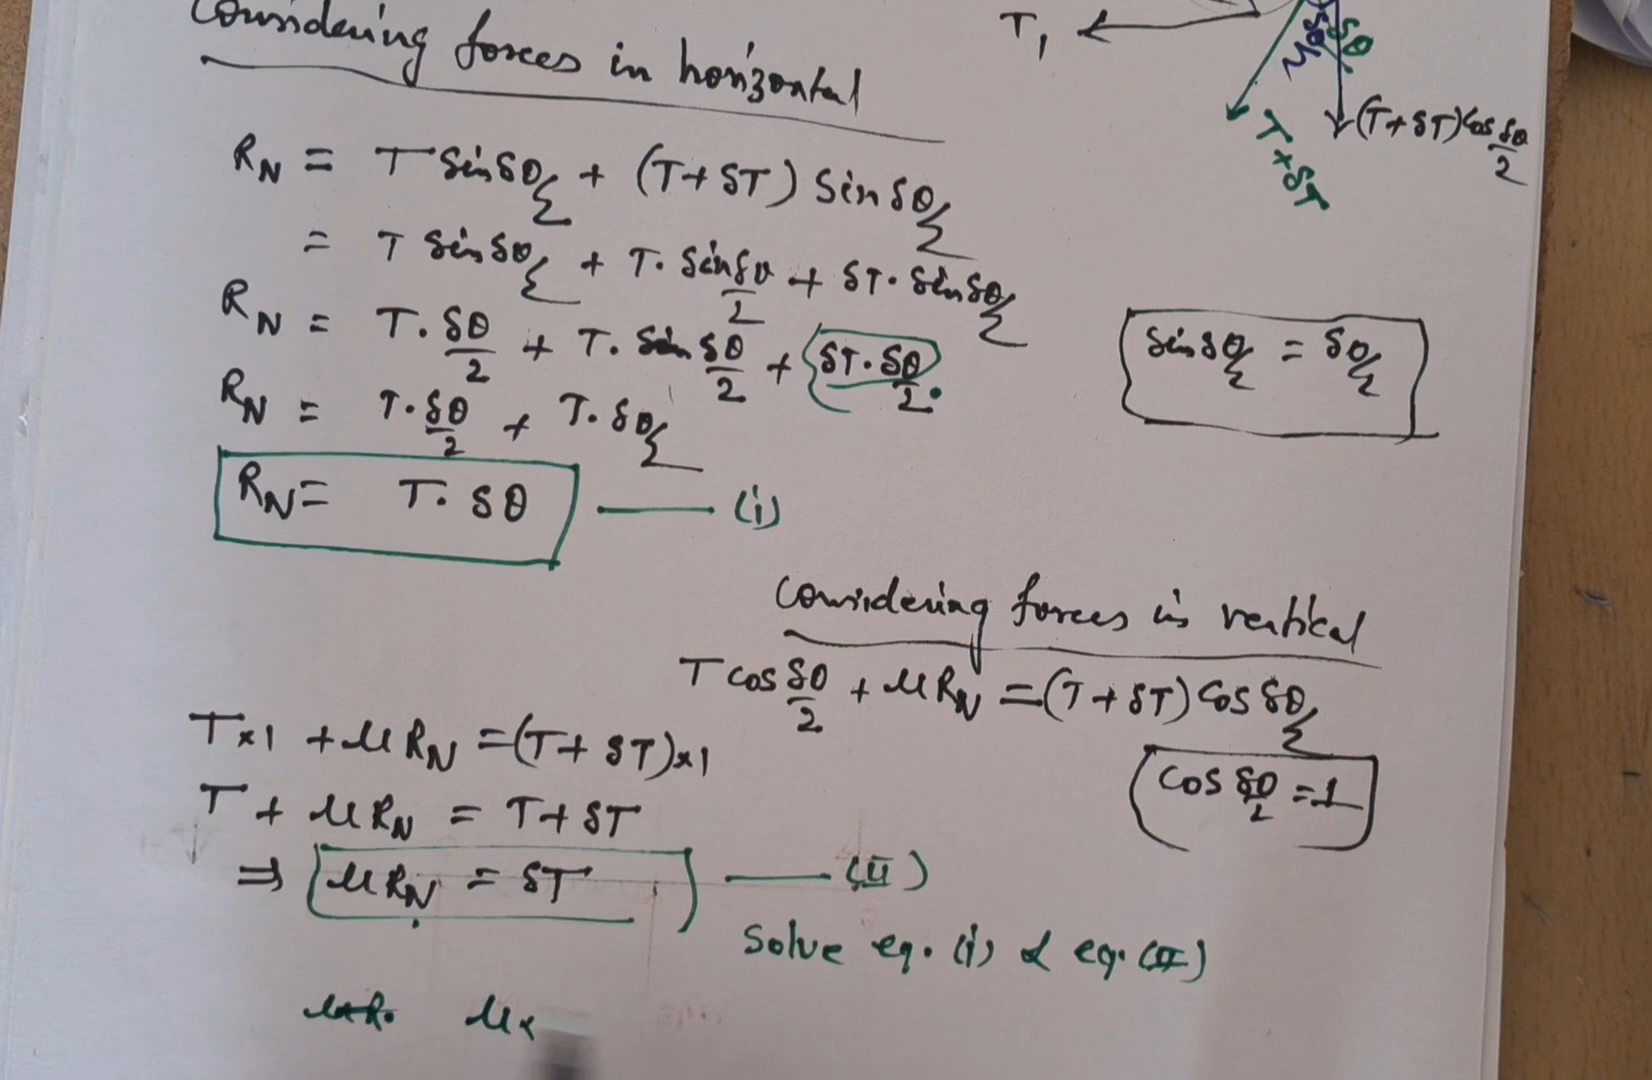 Considering forces in horizontal
T₁
δθ/2 δθ
T+δT
(T+δT) cos δθ/2
R_N = T sin δθ/2 + (T+δT) sin δθ/2
= T sin δθ/2 + T. sin δθ/2 + δT. sin δθ/2
R_N = T. δθ/2 + T. sin δθ/2 + δT. δθ/2.
sin δθ/2 = δθ/2
R_N = T. δθ/2 + T. δθ/2
R_N = T. δθ —— (i)
Considering forces in vertical
T cos δθ/2 + μR_N = (T+δT) cos δθ/2
cos δθ/2 = 1
T×1 + μR_N = (T+δT)×1
T + μR_N = T+δT
⇒ μR_N = δT —— (II)
Solve eq. (i) & eq. (II)
μ×